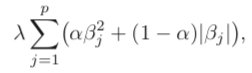 λ∑_{j=1}^{p}(αβ_j^2 + (1 − α)|β_j|),